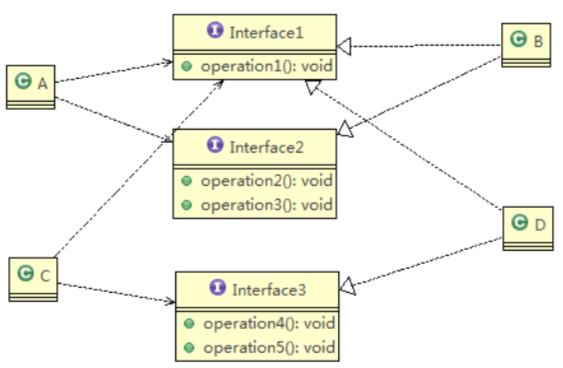 I Interface1
operation1(): void
C A
C B
I Interface2
operation2(): void
operation3(): void
C D
C C
I Interface3
operation4(): void
operation5(): void